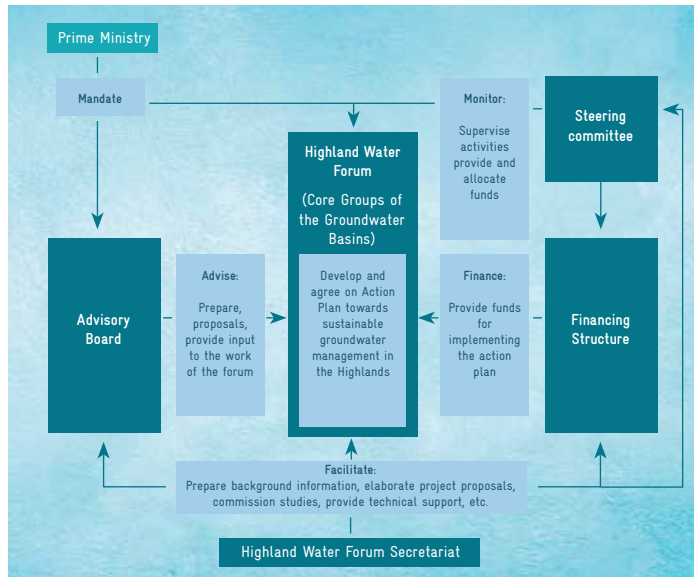 Prime Ministry
Mandate
Monitor:
Supervise
activities
provide and
allocate
funds
Steering
committee
Highland Water
Forum
(Core Groups of
the Groundwater
Basins)
Develop and
agree on Action
Plan towards
sustainable
groundwater
management in
the Highlands
Advisory
Board
Advise:
Prepare,
proposals,
provide input
to the work
of the forum
Finance:
Provide funds
for
implementing
the action
plan
Financing
Structure
Facilitate:
Prepare background information, elaborate project proposals,
commission studies, provide technical support, etc.
Highland Water Forum Secretariat